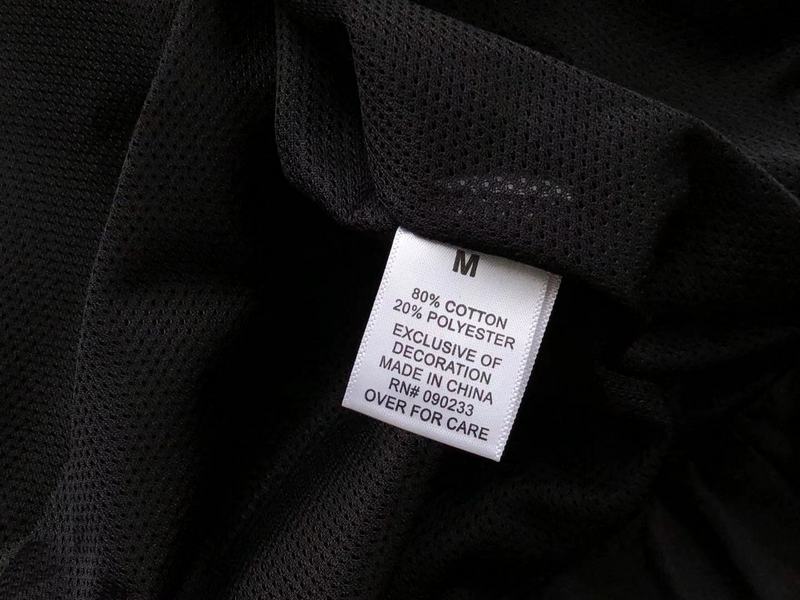 M
80% COTTON
20% POLYESTER
EXCLUSIVE OF
DECORATION
MADE IN CHINA
RN# 090233
OVER FOR CARE